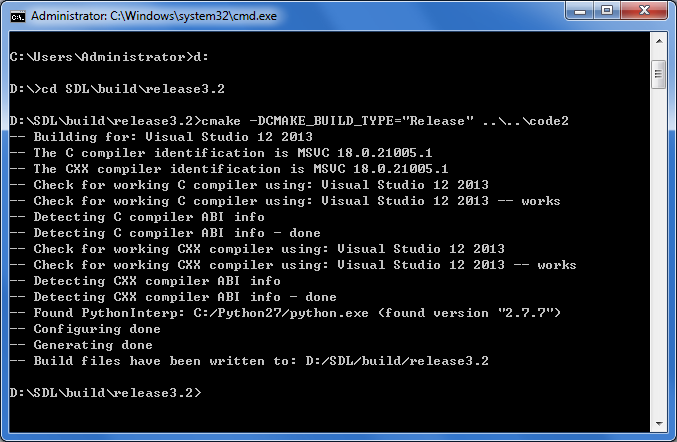 Administrator: C:\Windows\system32\cmd.exe
C:\Users\Administrator>d:
D:\>cd SDL\build\release3.2
D:\SDL\build\release3.2>cmake -DCMAKE_BUILD_TYPE="Release" ..\..\code2
-- Building for: Visual Studio 12 2013
-- The C compiler identification is MSVC 18.0.21005.1
-- The CXX compiler identification is MSVC 18.0.21005.1
-- Check for working C compiler using: Visual Studio 12 2013
-- Check for working C compiler using: Visual Studio 12 2013 -- works
-- Detecting C compiler ABI info
-- Detecting C compiler ABI info - done
-- Check for working CXX compiler using: Visual Studio 12 2013
-- Check for working CXX compiler using: Visual Studio 12 2013 -- works
-- Detecting CXX compiler ABI info
-- Detecting CXX compiler ABI info - done
-- Found PythonInterp: C:/Python27/python.exe (found version "2.7.7")
-- Configuring done
-- Generating done
-- Build files have been written to: D:/SDL/build/release3.2
D:\SDL\build\release3.2>